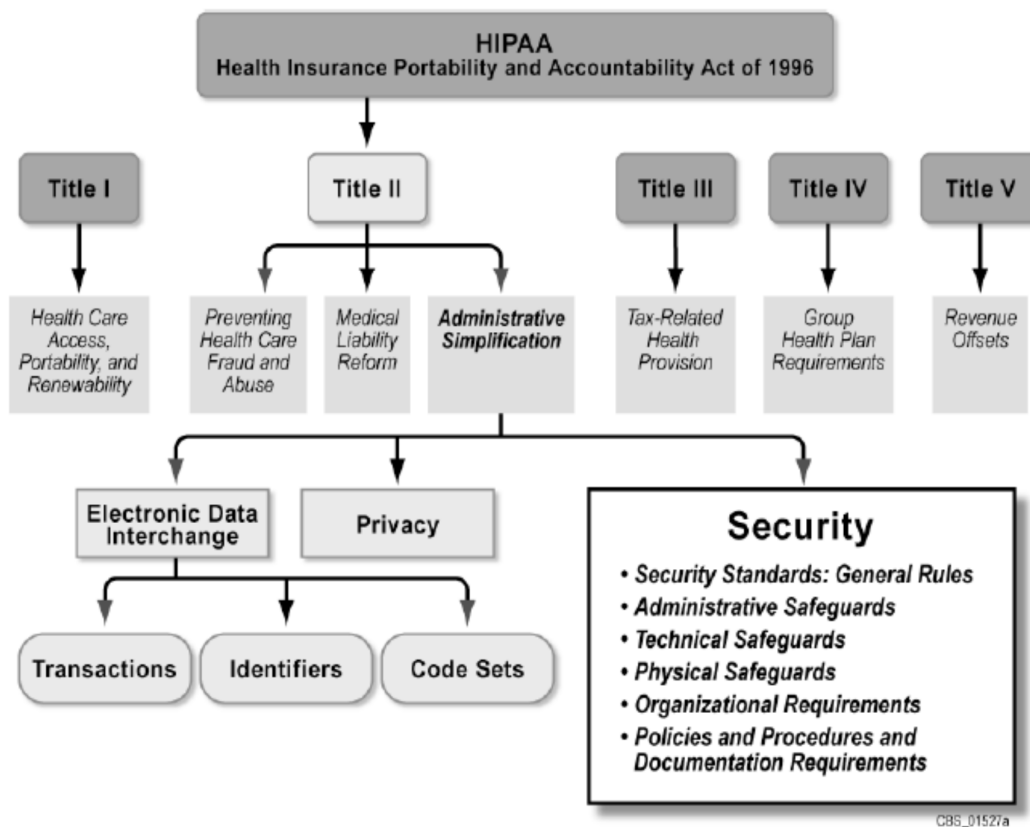 HIPAA
Health Insurance Portability and Accountability Act of 1996
Title I
Title II
Title III
Title IV
Title V
Health Care
Access,
Portability, and
Renewability
Preventing
Health Care
Fraud and
Abuse
Medical
Liability
Reform
Administrative
Simplification
Tax-Related
Health
Provision
Group
Health Plan
Requirements
Revenue
Offsets
Electronic Data
Interchange
Privacy
Security
• Security Standards: General Rules
• Administrative Safeguards
• Technical Safeguards
• Physical Safeguards
• Organizational Requirements
• Policies and Procedures and
Documentation Requirements
Transactions
Identifiers
Code Sets
CBS_01527a